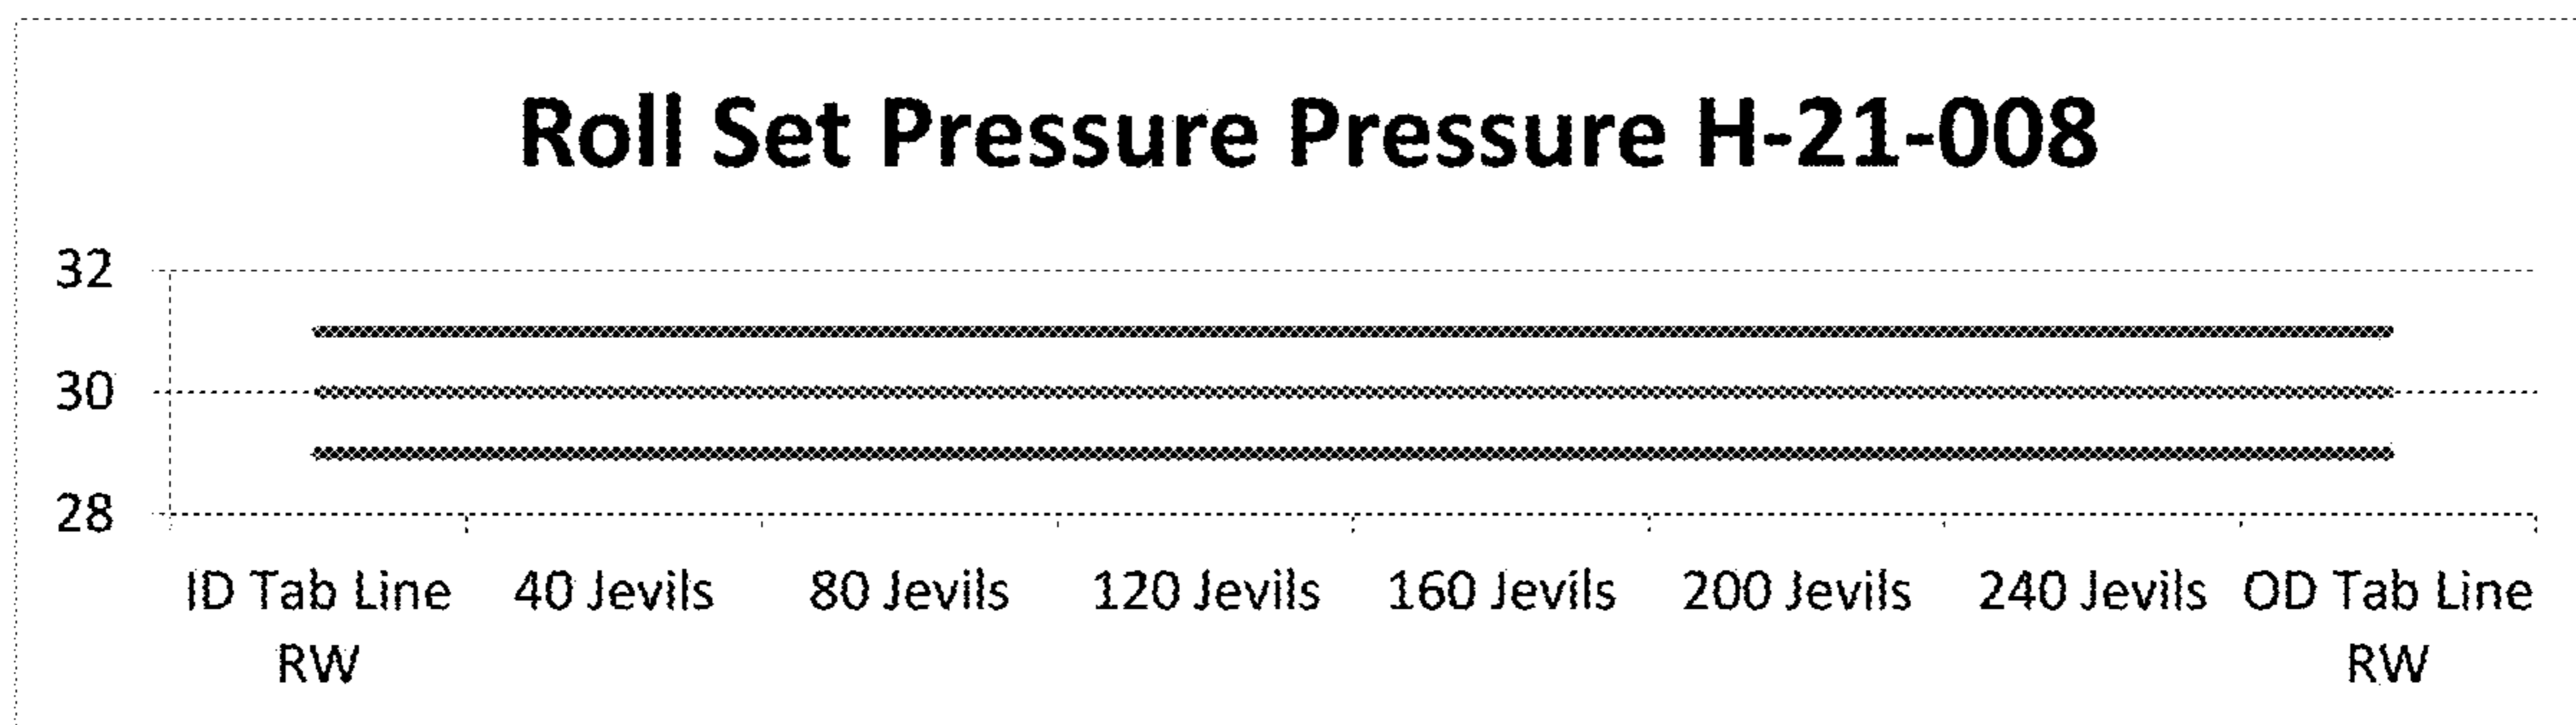 Roll Set Pressure Pressure H-21-008
32
30
28
ID Tab Line RW
40 Jevils
80 Jevils
120 Jevils
160 Jevils
200 Jevils
240 Jevils
OD Tab Line RW